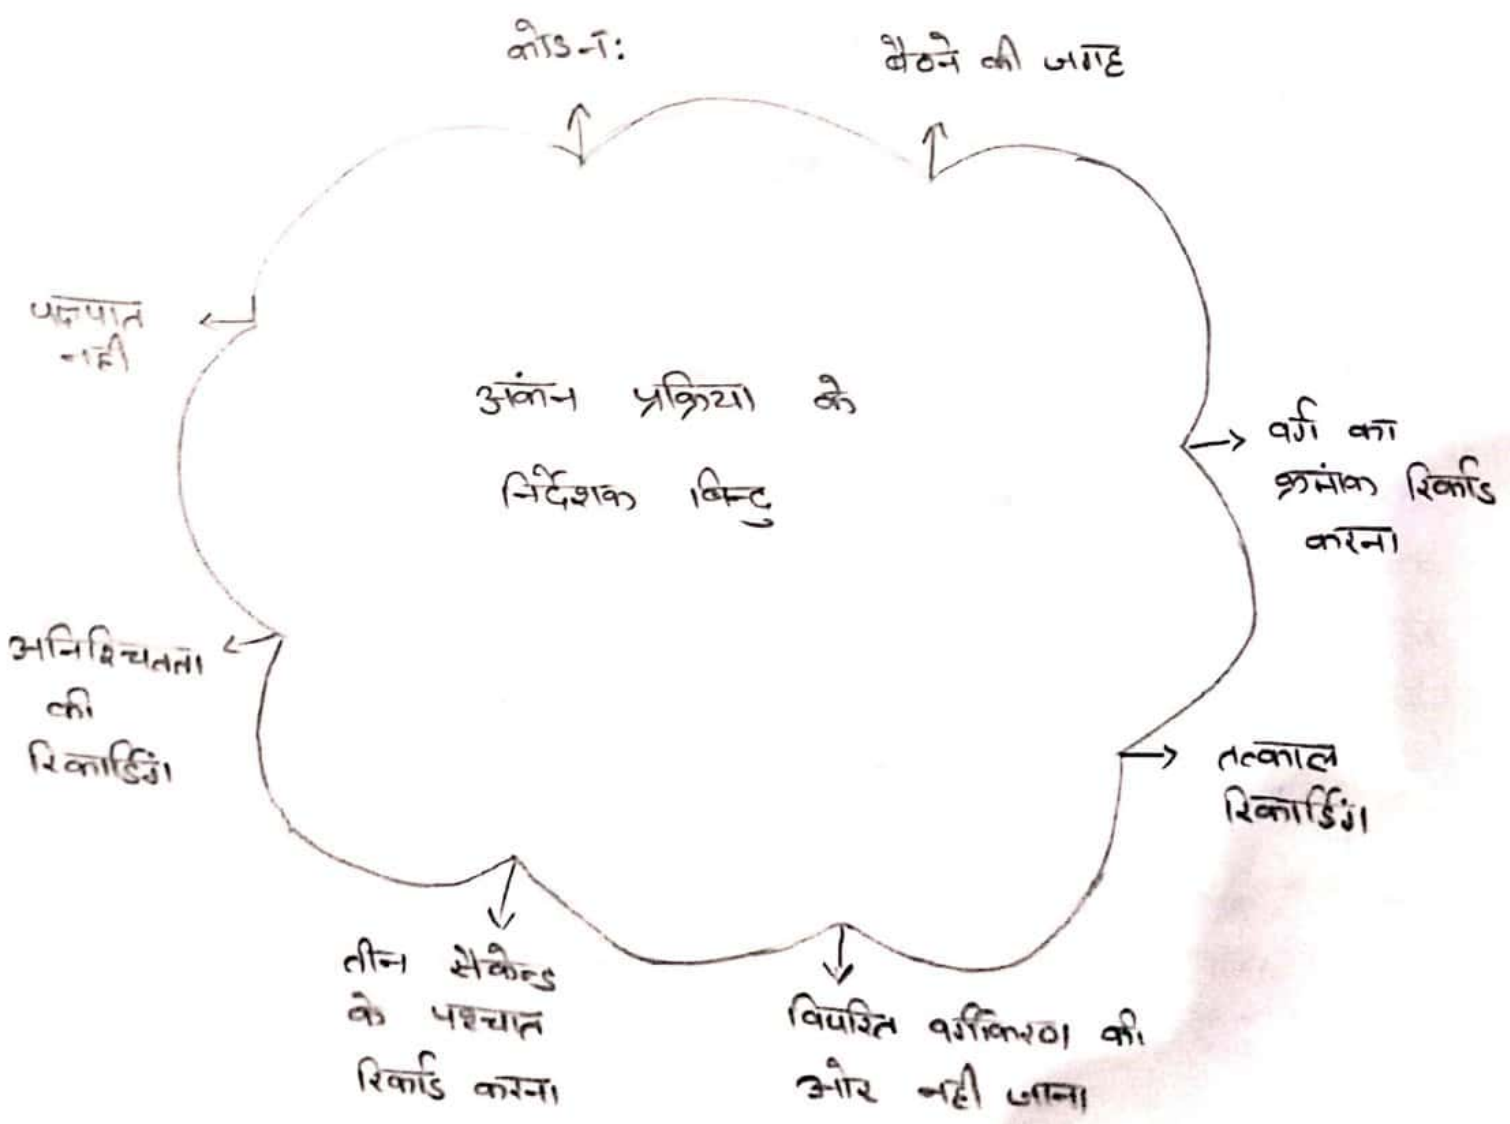 कोड नं:
बैठने की जगह
पक्षपात
नही
अकंन प्रक्रिया के
निर्देशक बिन्दु
वर्ग का
क्रमांक रिर्काड
करना
अनिश्चितता
की
रिकार्डिंग
तत्काल
रिकार्डिंग
तीन सैकेन्ड
के पश्चात
रिर्काड करना
विपरित वर्गीकरण की
ओर नही जाना